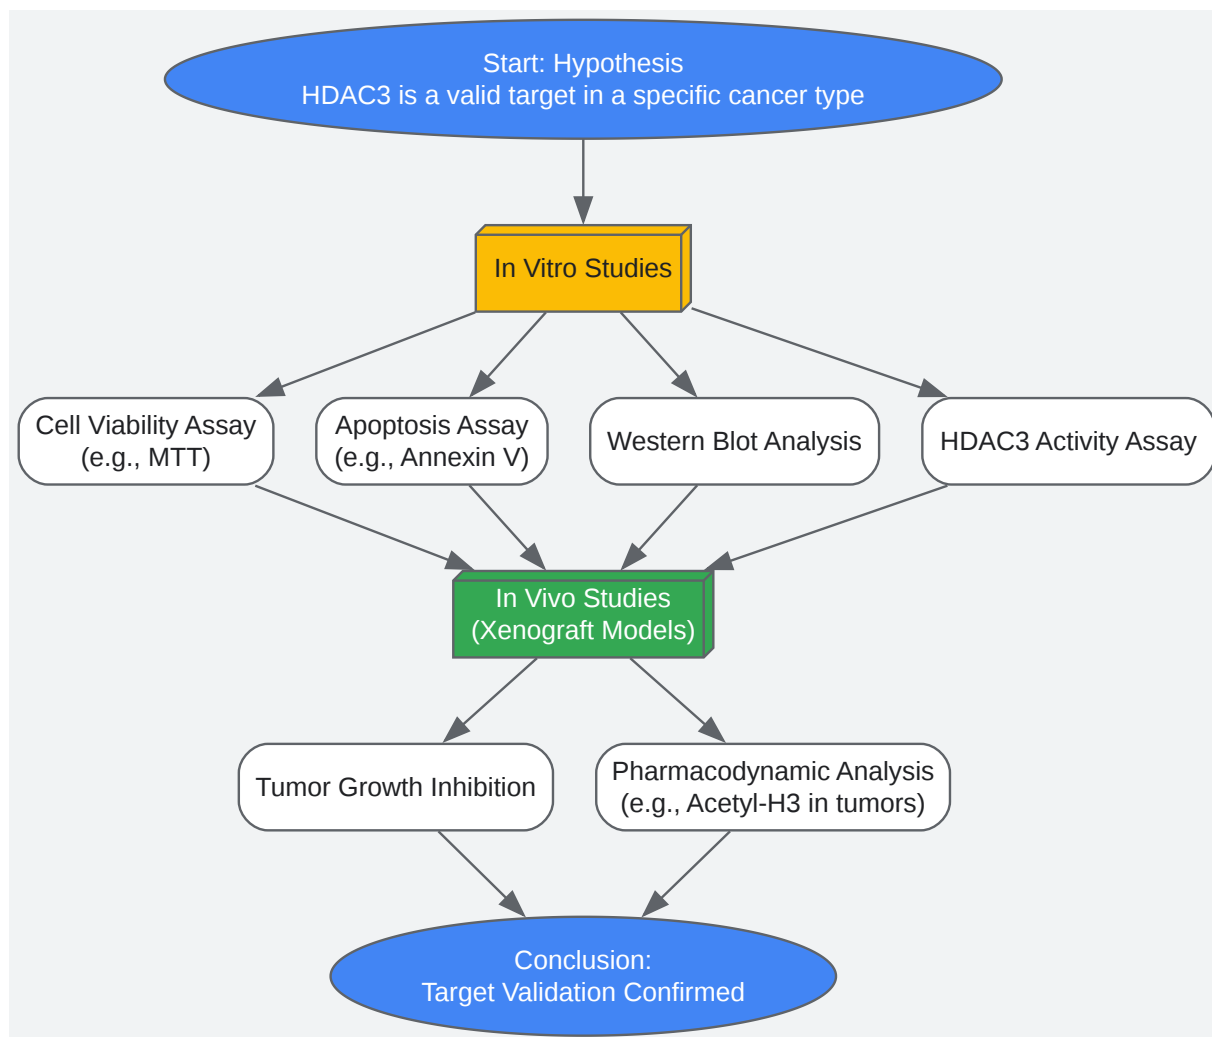 Start: Hypothesis
HDAC3 is a valid target in a specific cancer type
In Vitro Studies
Cell Viability Assay
(e.g., MTT)
Apoptosis Assay
(e.g., Annexin V)
Western Blot Analysis
HDAC3 Activity Assay
In Vivo Studies
(Xenograft Models)
Tumor Growth Inhibition
Pharmacodynamic Analysis
(e.g., Acetyl-H3 in tumors)
Conclusion:
Target Validation Confirmed